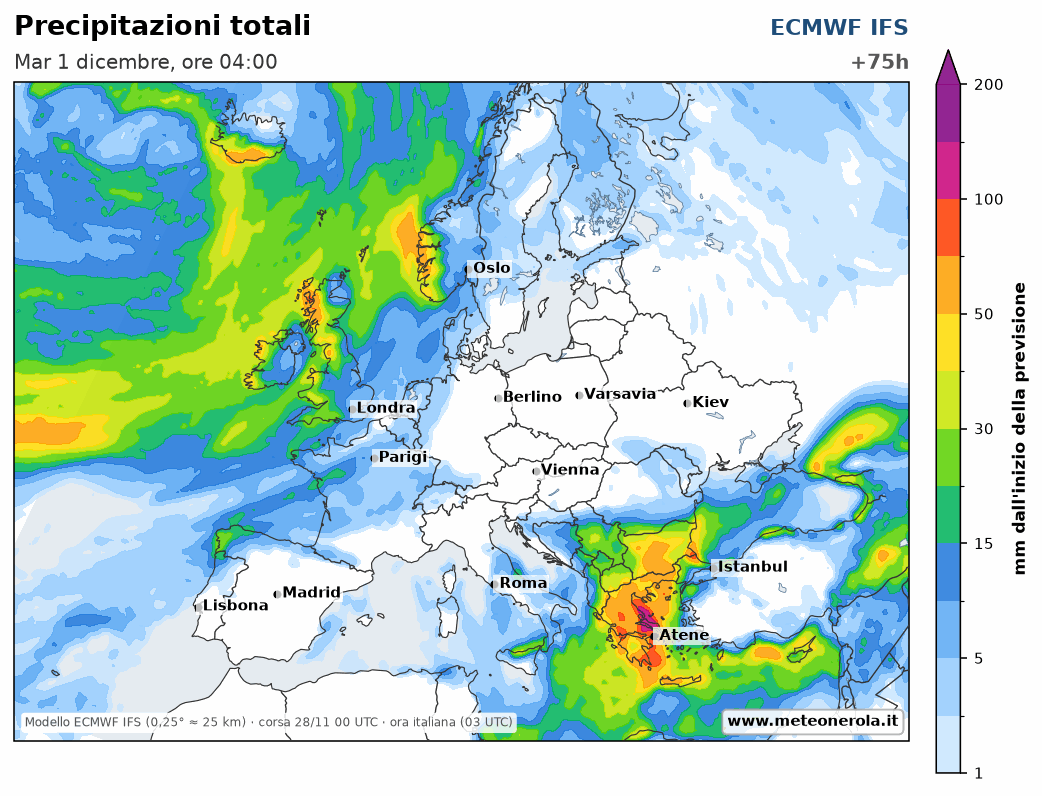 Precipitazioni totali
ECMWF IFS
Mar 1 dicembre, ore 04:00
+75h
200
100
50
30
15
5
1
mm dall'inizio della previsione
Oslo
Berlino
Varsavia
Kiev
Londra
Parigi
Vienna
Istanbul
Roma
Madrid
Lisbona
Atene
Modello ECMWF IFS (0,25° ≈ 25 km) · corsa 28/11 00 UTC · ora italiana (03 UTC)
www.meteonerola.it